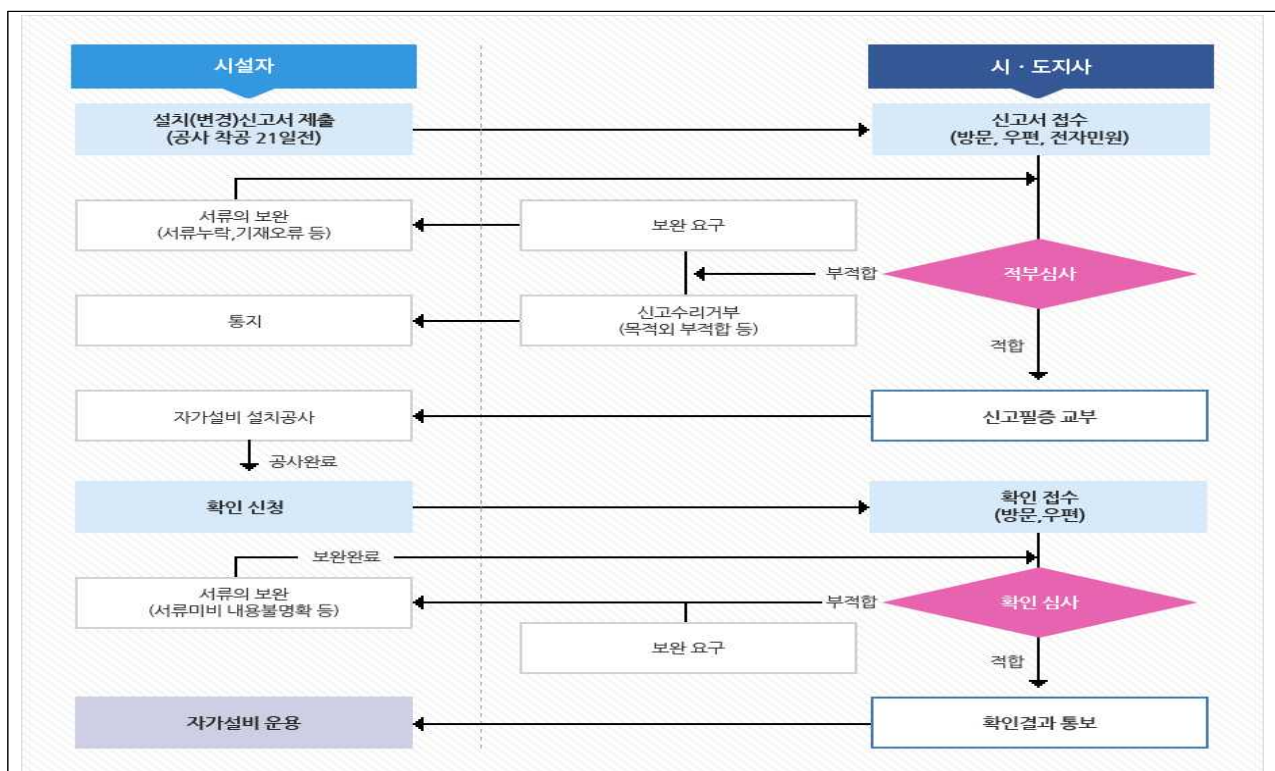 시설자
시 · 도지사
설치(변경)신고서 제출
(공사 착공 21일전)
신고서 접수
(방문, 우편, 전자민원)
서류의 보완
(서류누락,기재오류 등)
보완 요구
부적합
적부심사
통지
신고수리거부
(목적외 부적합 등)
적합
자가설비 설치공사
신고필증 교부
공사완료
확인 신청
확인 접수
(방문,우편)
보완완료
서류의 보완
(서류미비 내용불명확 등)
부적합
확인 심사
보완 요구
적합
자가설비 운용
확인결과 통보